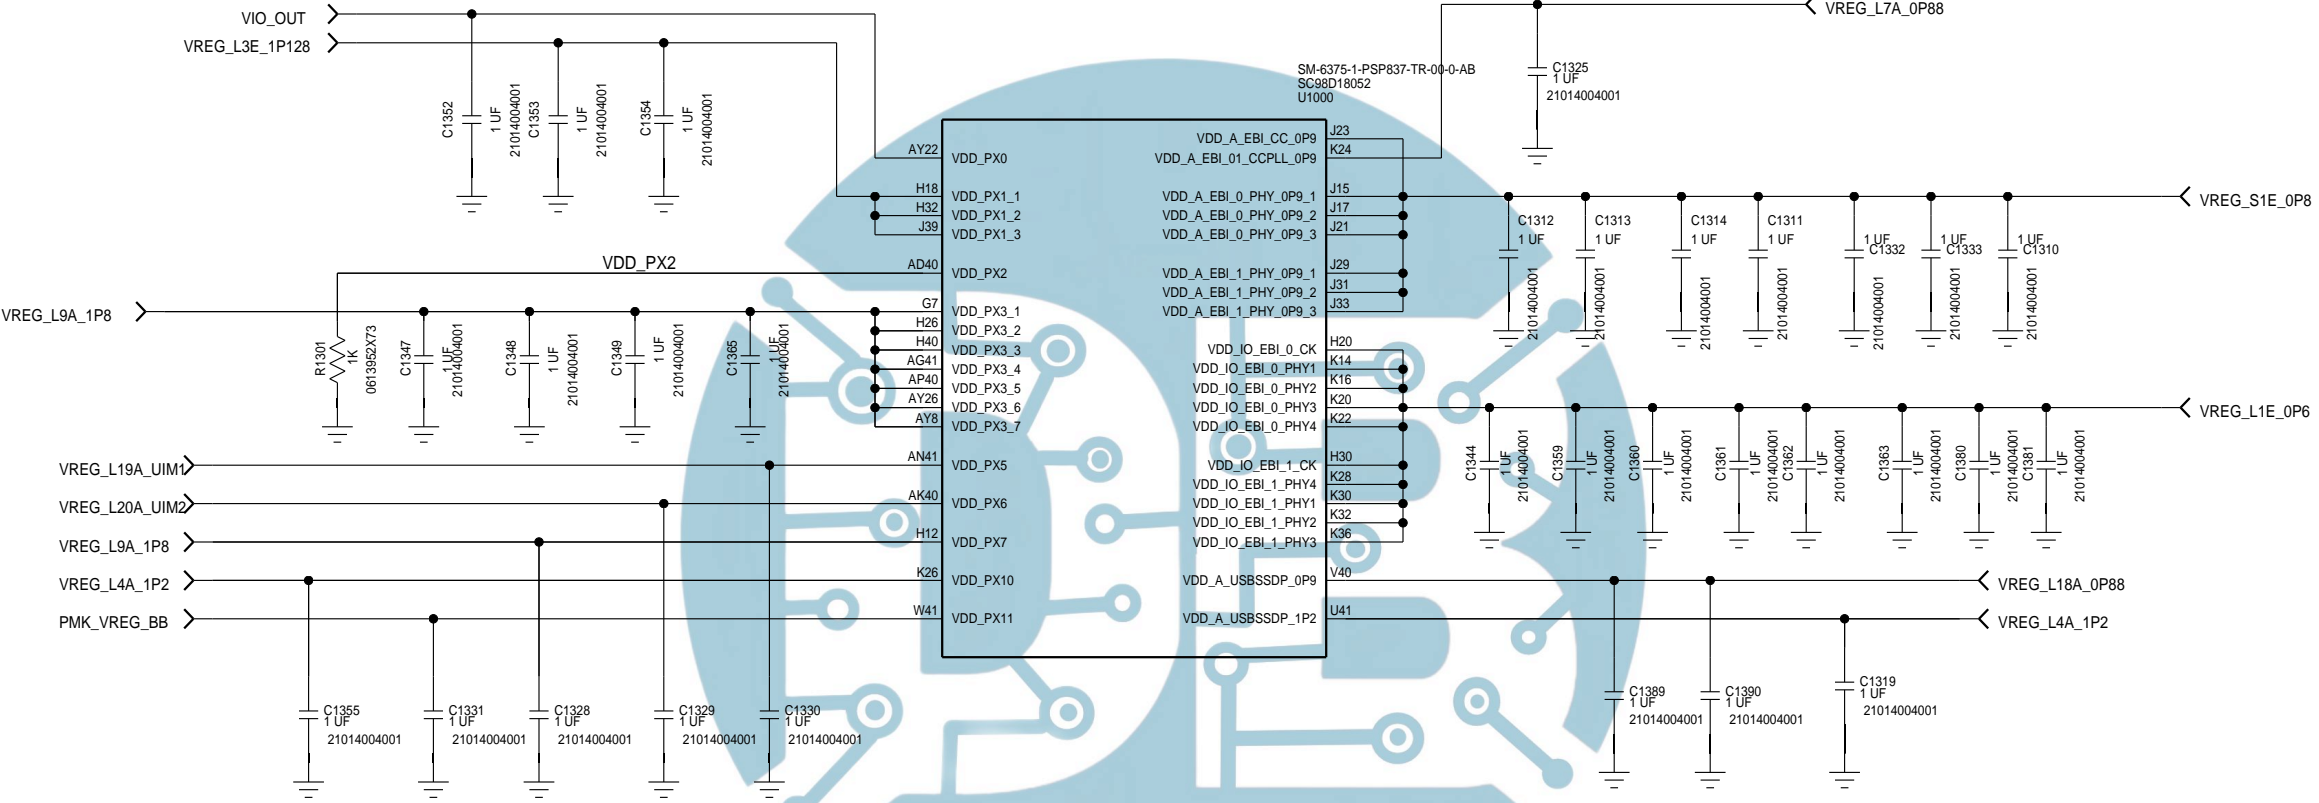 VIO_OUT
VREG_L3E_1P128
C1352
1 UF
21014004001
C1353
1 UF
21014004001
C1354
1 UF
21014004001
VREG_L7A_0P88
C1325
1 UF
21014004001
SM-6375-1-PSP837-TR-00-0-AB
SC98D18052
U1000
AY22 VDD_PX0
H18 VDD_PX1_1
H32 VDD_PX1_2
J39 VDD_PX1_3
VDD_PX2
AD40 VDD_PX2
G7 VDD_PX3_1
H26 VDD_PX3_2
H40 VDD_PX3_3
AG41 VDD_PX3_4
AP40 VDD_PX3_5
AY26 VDD_PX3_6
AY8 VDD_PX3_7
AN41 VDD_PX5
AK40 VDD_PX6
H12 VDD_PX7
K26 VDD_PX10
W41 VDD_PX11
VDD_A_EBI_CC_0P9 J23
VDD_A_EBI_01_CCPLL_0P9 K24
VDD_A_EBI_0_PHY_0P9_1 J15
VDD_A_EBI_0_PHY_0P9_2 J17
VDD_A_EBI_0_PHY_0P9_3 J21
VDD_A_EBI_1_PHY_0P9_1 J29
VDD_A_EBI_1_PHY_0P9_2 J31
VDD_A_EBI_1_PHY_0P9_3 J33
VDD_IO_EBI_0_CK H20
VDD_IO_EBI_0_PHY1 K14
VDD_IO_EBI_0_PHY2 K16
VDD_IO_EBI_0_PHY3 K20
VDD_IO_EBI_0_PHY4 K22
VDD_IO_EBI_1_CK H30
VDD_IO_EBI_1_PHY4 K28
VDD_IO_EBI_1_PHY1 K30
VDD_IO_EBI_1_PHY2 K32
VDD_IO_EBI_1_PHY3 K36
VDD_A_USBSSDP_0P9 V40
VDD_A_USBSSDP_1P2 U41
VREG_L9A_1P8
R1301
1K
0613952X73
C1347
1 UF
21014004001
C1348
1 UF
21014004001
C1349
1 UF
21014004001
C1365
1 UF
21014004001
VREG_L19A_UIM1
VREG_L20A_UIM2
VREG_L9A_1P8
VREG_L4A_1P2
PMK_VREG_BB
C1355
1 UF
21014004001
C1331
1 UF
21014004001
C1328
1 UF
21014004001
C1329
1 UF
21014004001
C1330
1 UF
21014004001
VREG_S1E_0P8
C1312
1 UF
21014004001
C1313
1 UF
21014004001
C1314
1 UF
21014004001
C1311
1 UF
21014004001
1 UF
C1332
21014004001
1 UF
C1333
21014004001
1 UF
C1310
21014004001
VREG_L1E_0P6
C1344
1 UF
21014004001
C1359
1 UF
21014004001
C1360
1 UF
21014004001
C1361
1 UF
21014004001
C1362
1 UF
21014004001
C1363
1 UF
21014004001
C1380
1 UF
21014004001
C1381
1 UF
21014004001
VREG_L18A_0P88
VREG_L4A_1P2
C1389
1 UF
21014004001
C1390
1 UF
21014004001
C1319
1 UF
21014004001